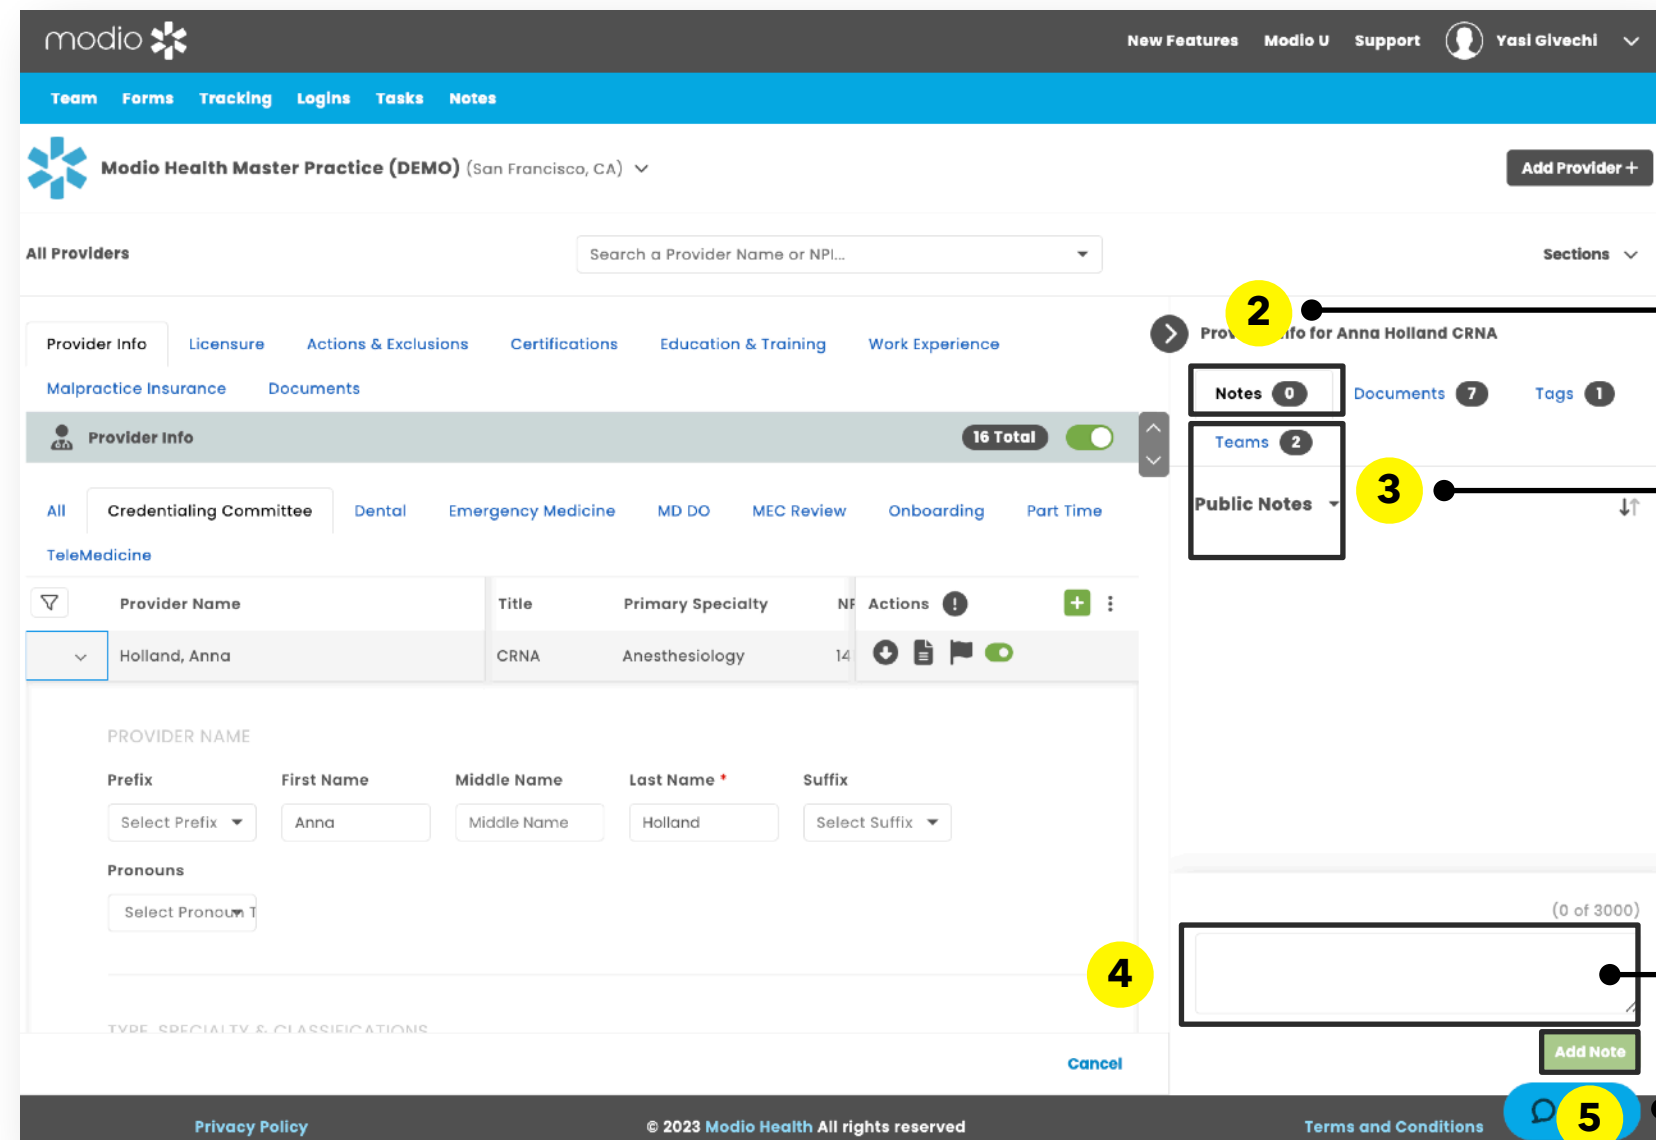 modio
New Features Modio U Support Yasi Givechi
Team Forms Tracking Logins Tasks Notes
Modio Health Master Practice (DEMO) (San Francisco, CA)
Add Provider +
All Providers
Search a Provider Name or NPI...
Sections
2
Provider Info Licensure Actions & Exclusions Certifications Education & Training Work Experience
Malpractice Insurance Documents
Prov nfo for Anna Holland CRNA
Notes 0 Documents 7 Tags 1
Teams 2
Provider Info 16 Total
3
Public Notes
All Credentialing Committee Dental Emergency Medicine MD DO MEC Review Onboarding Part Time
TeleMedicine
Provider Name Title Primary Specialty NP Actions
Holland, Anna CRNA Anesthesiology 14
PROVIDER NAME
Prefix First Name Middle Name Last Name * Suffix
Select Prefix Anna Middle Name Holland Select Suffix
Pronouns
Select Pronoun T
(0 of 3000)
4
TYPE, SPECIALTY & CLASSIFICATIONS
Cancel
Add Note
5
Privacy Policy © 2023 Modio Health All rights reserved Terms and Conditions